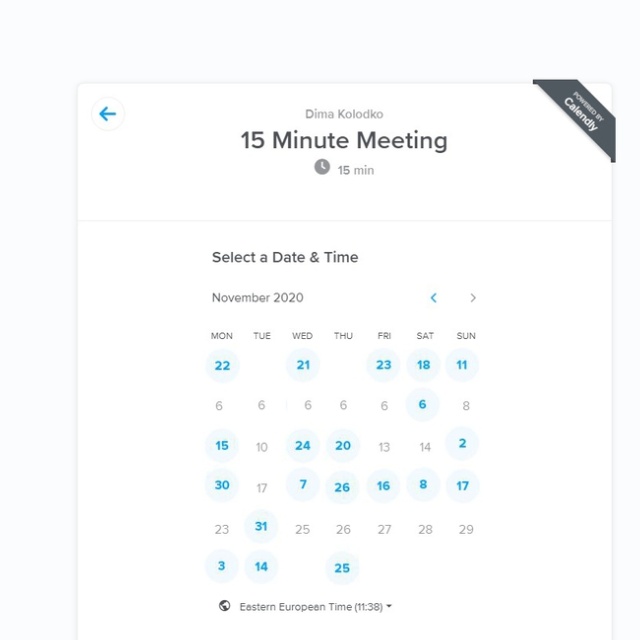 POWERED BY
Calendly
Dima Kolodko
15 Minute Meeting
15 min
Select a Date & Time
November 2020
MON TUE WED THU FRI SAT SUN
22 21 23 18 11
6 6 6 6 6 6 8
15 10 24 20 13 14 2
30 17 7 26 16 8 17
23 31 25 26 27 28 29
3 14 25
Eastern European Time (11:38)